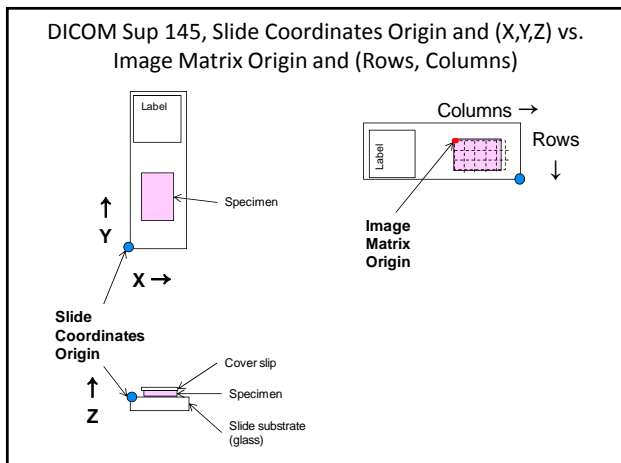 DICOM Sup 145, Slide Coordinates Origin and (X,Y,Z) vs.
Image Matrix Origin and (Rows, Columns)
Label
Specimen
↑
Y
X →
Slide
Coordinates
Origin
↑
Z
Cover slip
Specimen
Slide substrate
(glass)
Columns →
Label
Rows
↓
Image
Matrix
Origin